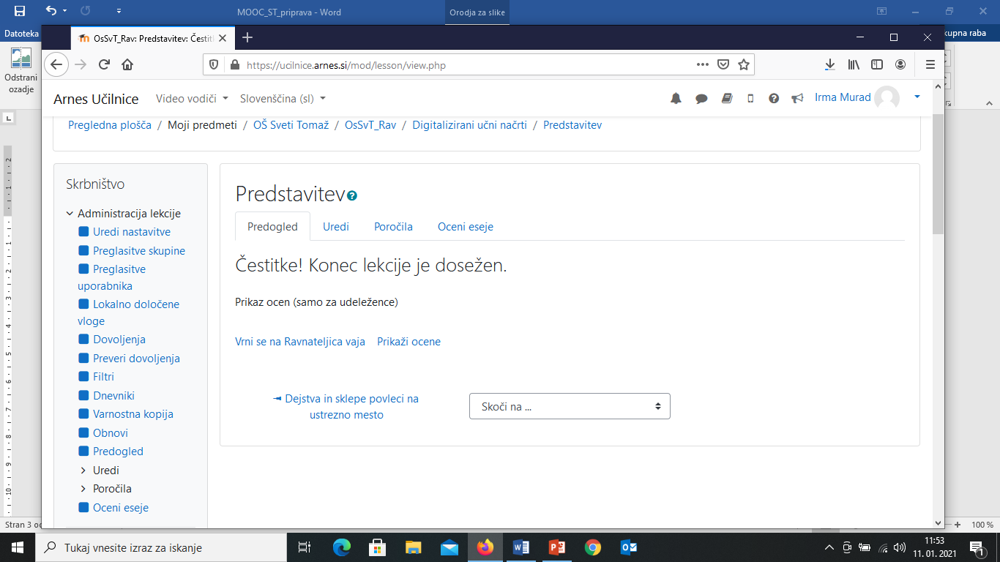 MOOC_ST_priprava - Word
Orodja za slike
Datoteka
kupna raba
Odstrani
ozadje
OsSvT_Rav: Predstavitev: Čestit
https://ucilnice.arnes.si/mod/lesson/view.php
Arnes Učilnice
Video vodiči
Slovenščina (sl)
Irma Murad
Pregledna plošča / Moji predmeti / OŠ Sveti Tomaž / OsSvT_Rav / Digitalizirani učni načrti / Predstavitev
Skrbništvo
Administracija lekcije
Uredi nastavitve
Preglasitve skupine
Preglasitve
uporabnika
Lokalno določene
vloge
Dovoljenja
Preveri dovoljenja
Filtri
Dnevniki
Varnostna kopija
Obnovi
Predogled
Uredi
Poročila
Oceni eseje
Predstavitev
Predogled
Uredi
Poročila
Oceni eseje
Čestitke! Konec lekcije je dosežen.
Prikaz ocen (samo za udeležence)
Vrni se na Ravnateljica vaja
Prikaži ocene
◄ Dejstva in sklepe povleci na
ustrezno mesto
Skoči na ...
Stran 3 o
100 %
Tukaj vnesite izraz za iskanje
11:53
11. 01. 2021
1